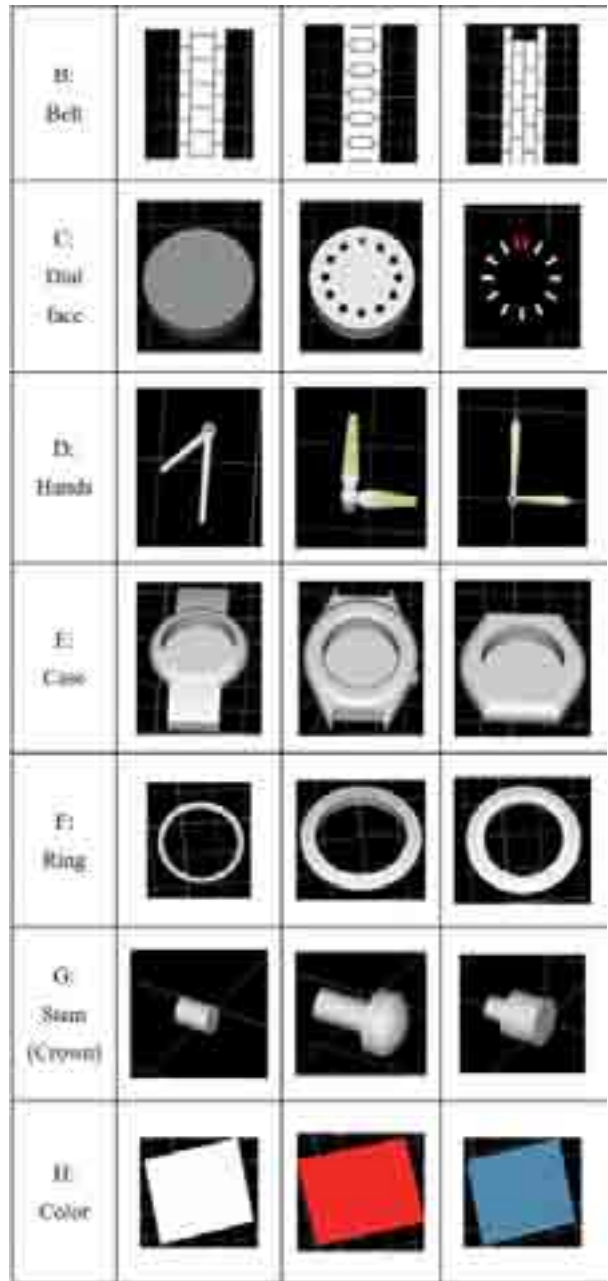 B:
Belt
C:
Dial
face
D:
Hands
E:
Case
F:
Ring
G:
Stem
(Crown)
H:
Color